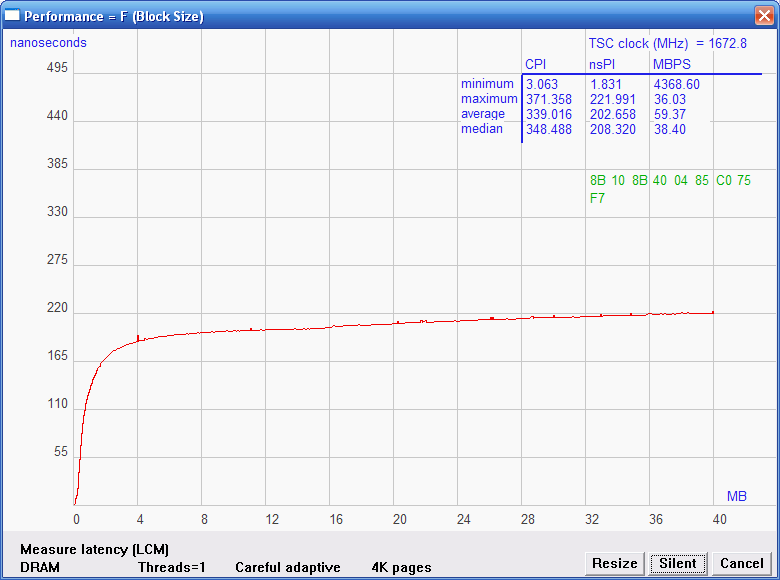 Performance = F (Block Size)
nanoseconds
TSC clock (MHz) = 1672.8
CPI nsPI MBPS
minimum 3.063 1.831 4368.60
maximum 371.358 221.991 36.03
average 339.016 202.658 59.37
median 348.488 208.320 38.40
8B 10 8B 40 04 85 C0 75
F7
495
440
385
330
275
220
165
110
55
MB
0 4 8 12 16 20 24 28 32 36 40
Measure latency (LCM)
DRAM Threads=1 Careful adaptive 4K pages
Resize Silent Cancel